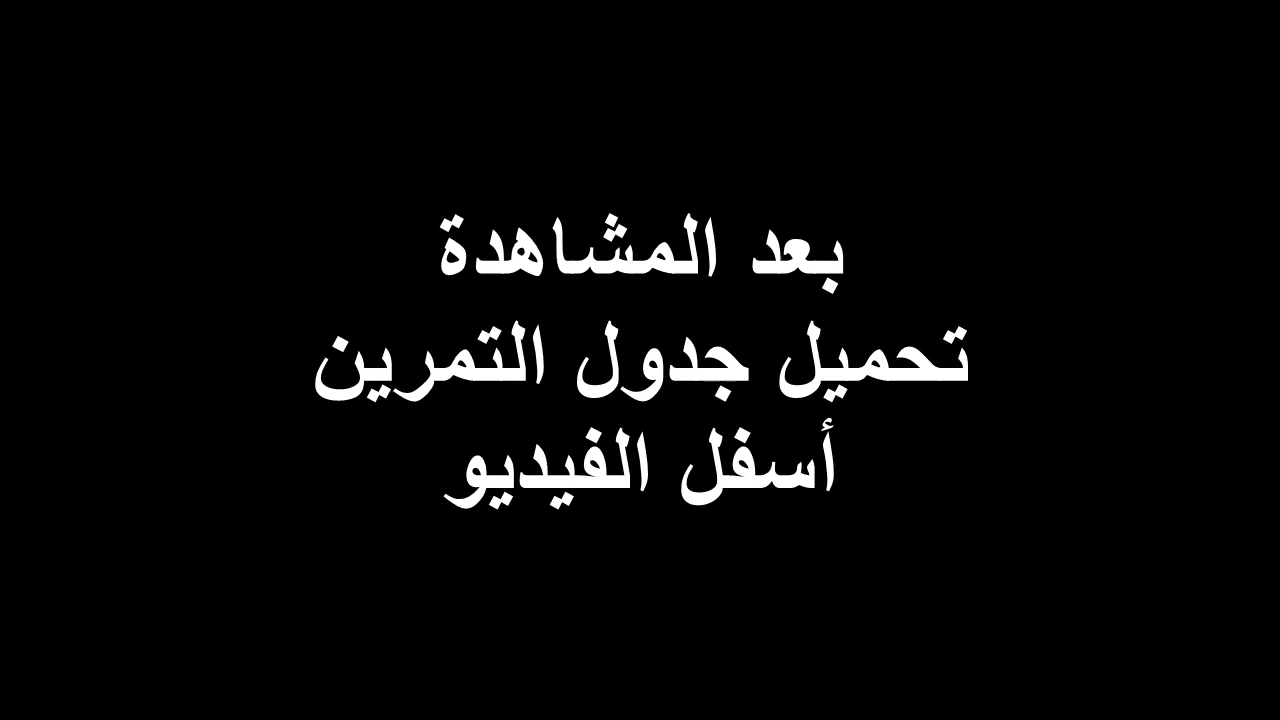 بعد المشاهدة
تحميل جدول التمرين
أسفل الفيديو